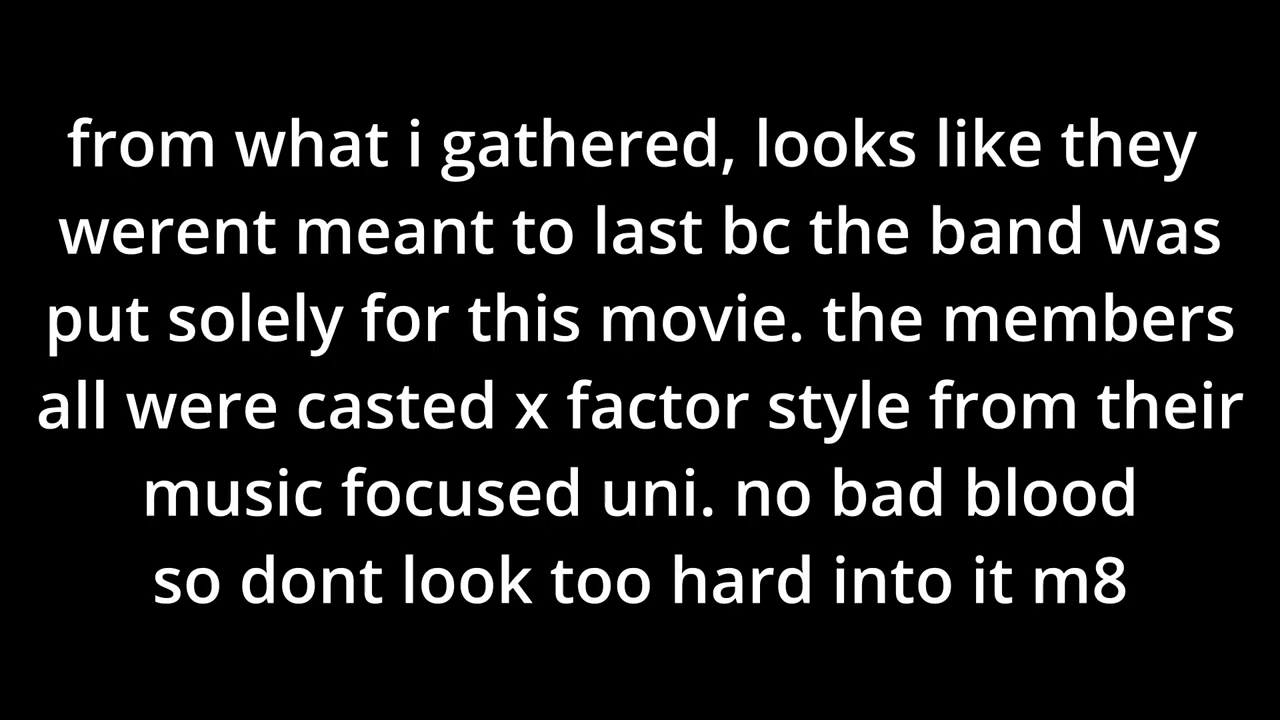 from what i gathered, looks like they
werent meant to last bc the band was
put solely for this movie. the members
all were casted x factor style from their
music focused uni. no bad blood
so dont look too hard into it m8